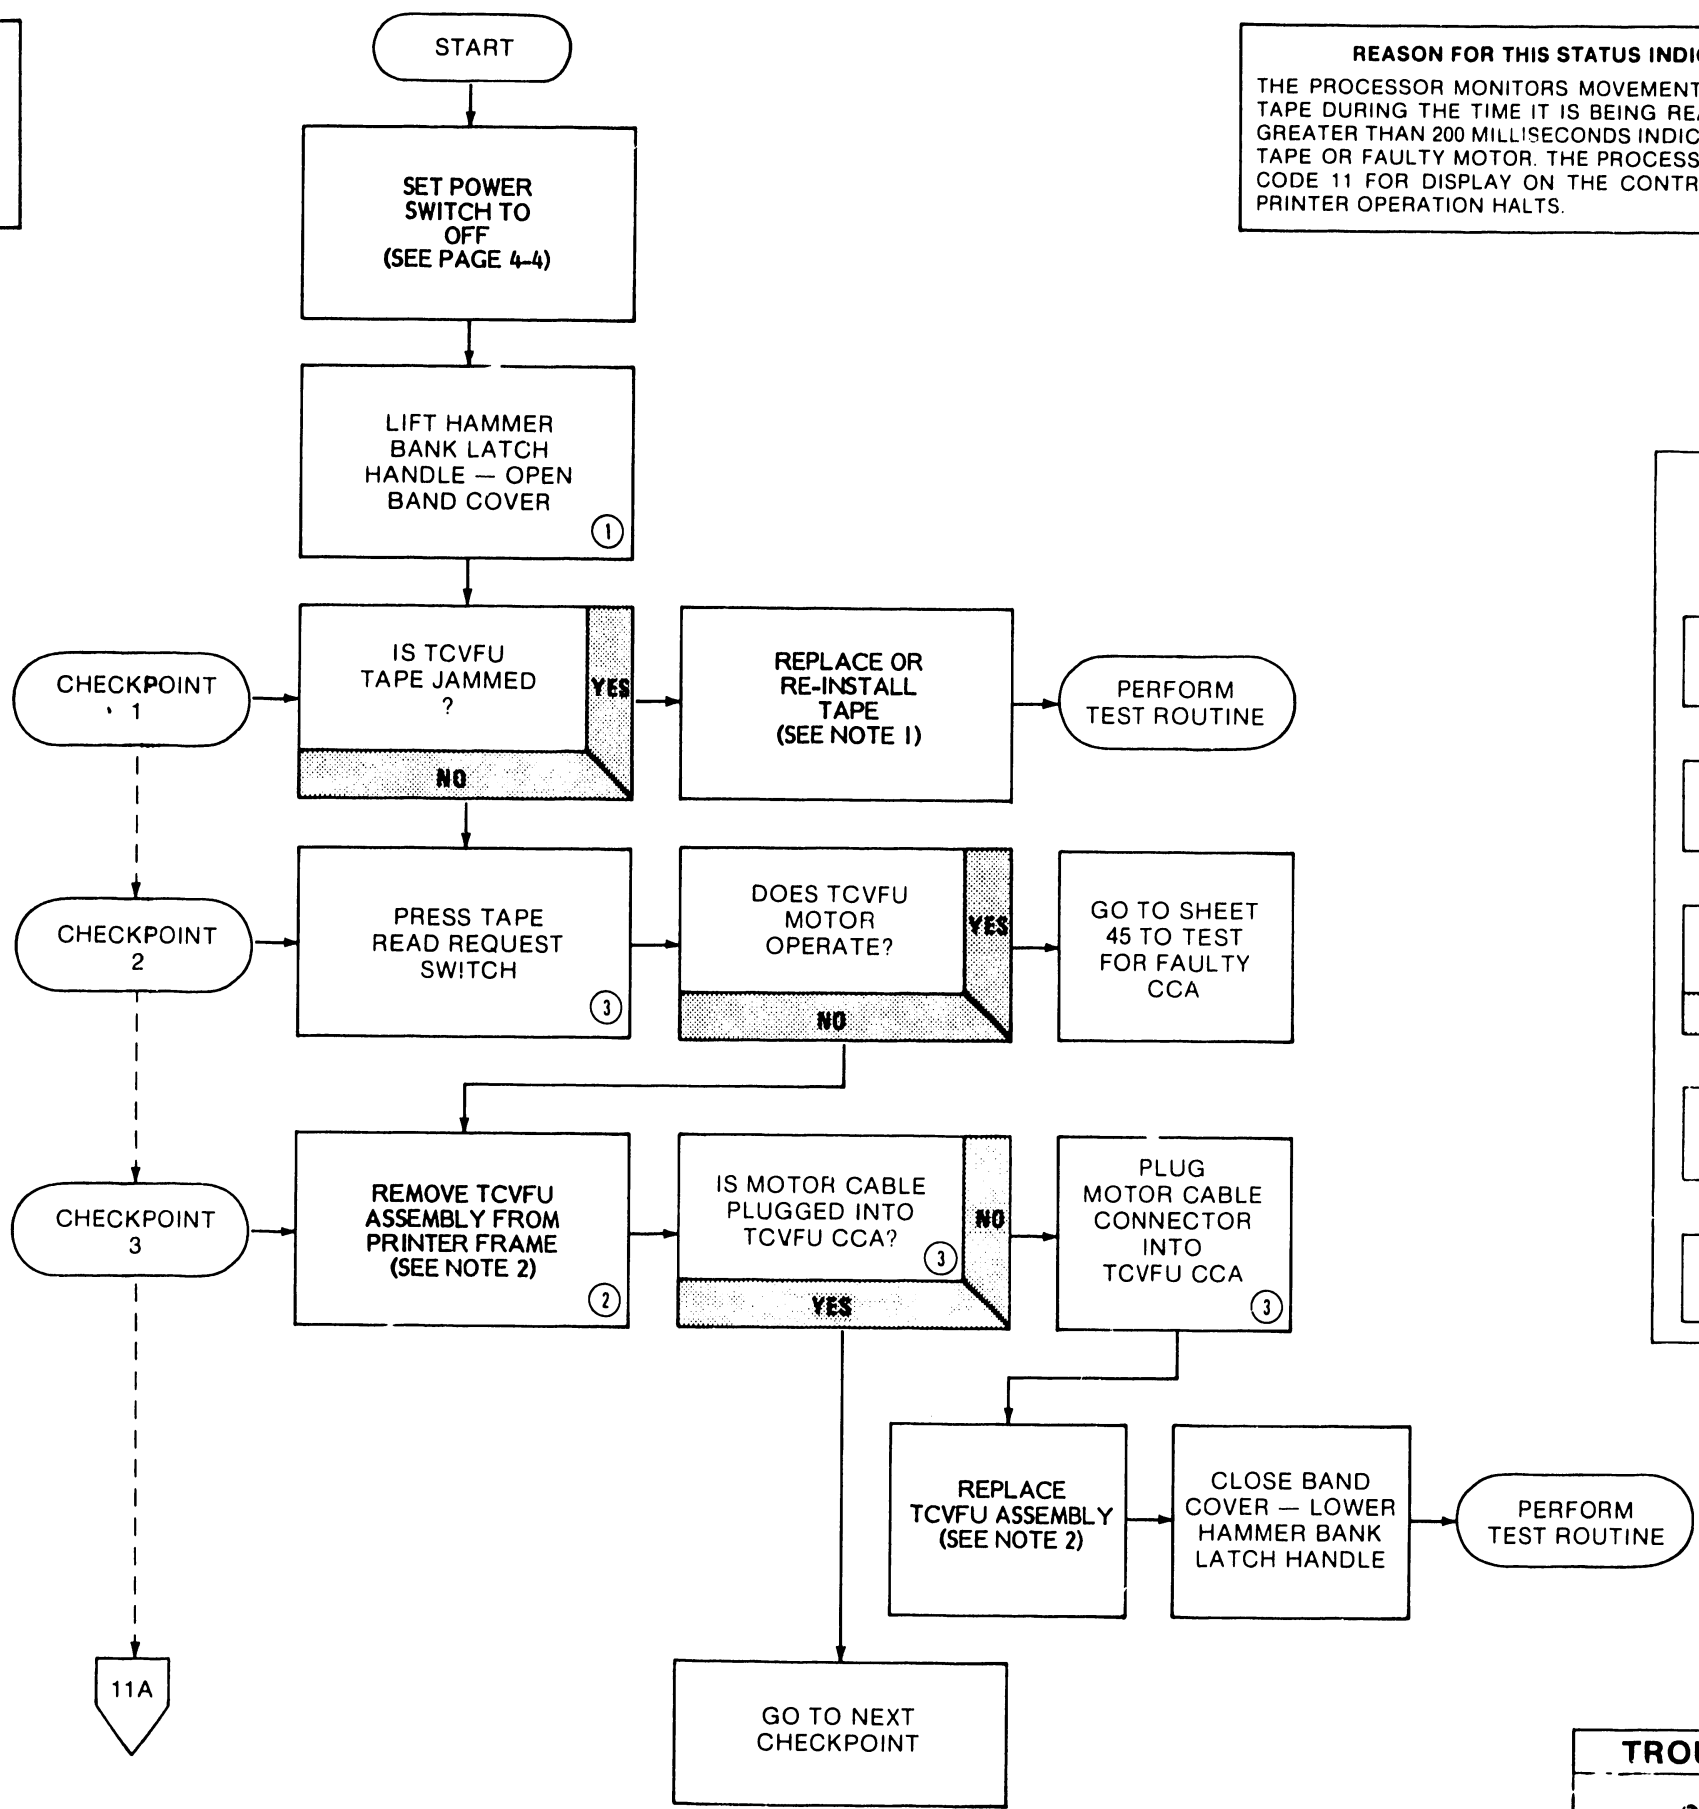 START
SET POWER
SWITCH TO
OFF
(SEE PAGE 4-4)
REASON FOR THIS STATUS
THE PROCESSOR MONITORS MOVEMENT
TAPE DURING THE TIME IT IS BEING
GREATER THAN 200 MILLISECONDS
TAPE OR FAULTY MOTOR. THE
CODE 11 FOR DISPLAY ON THE
PRINTER OPERATION HALTS.
LIFT HAMMER
BANK LATCH
HANDLE — OPEN
BAND COVER
1
CHECKPOINT
1
IS TCVFU
TAPE JAMMED
?
YES
NO
REPLACE OR
RE-INSTALL
TAPE
(SEE NOTE 1)
PERFORM
TEST ROUTINE
CHECKPOINT
2
PRESS TAPE
READ REQUEST
SWITCH
3
DOES TCVFU
MOTOR
OPERATE?
YES
NO
GO TO SHEET
45 TO TEST
FOR FAULTY
CCA
CHECKPOINT
3
REMOVE TCVFU
ASSEMBLY FROM
PRINTER FRAME
(SEE NOTE 2)
2
IS MOTOR CABLE
PLUGGED INTO
TCVFU CCA?
3
NO
YES
PLUG
MOTOR CABLE
CONNECTOR
INTO
TCVFU CCA
3
REPLACE
TCVFU ASSEMBLY
(SEE NOTE 2)
CLOSE BAND
COVER — LOWER
HAMMER BANK
LATCH HANDLE
PERFORM
TEST ROUTINE
11A
GO TO NEXT
CHECKPOINT